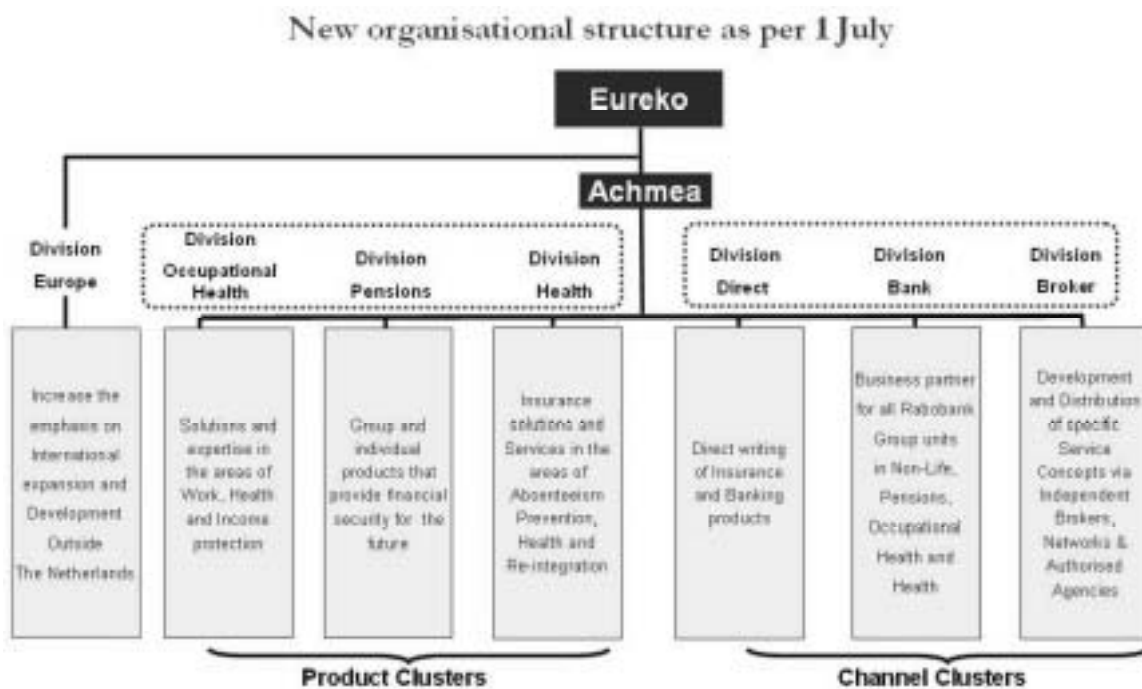 New organisational structure as per 1 July
Eureko
Achmea
Division
Europe
Division
Occupational
Health
Division
Pensions
Division
Health
Division
Direct
Division
Bank
Division
Broker
Increase the
emphasis on
International
expansion and
Development
Outside
The Netherlands
Solutions and
expertise in
the areas of
Work, Health
and Income
protection
Group and
individual
products that
provide financial
security for the
future
Insurance
solutions and
Services in the
areas of
Absenteeism
Prevention,
Health and
Re-integration
Direct writing
of Insurance
and Banking
products
Business partner
for all Rabobank
Group units
in Non-Life,
Pensions,
Occupational
Health and
Health
Development
and Distribution
of specific
Service
Concepts via
Independent
Brokers,
Networks &
Authorised
Agencies
Product Clusters
Channel Clusters